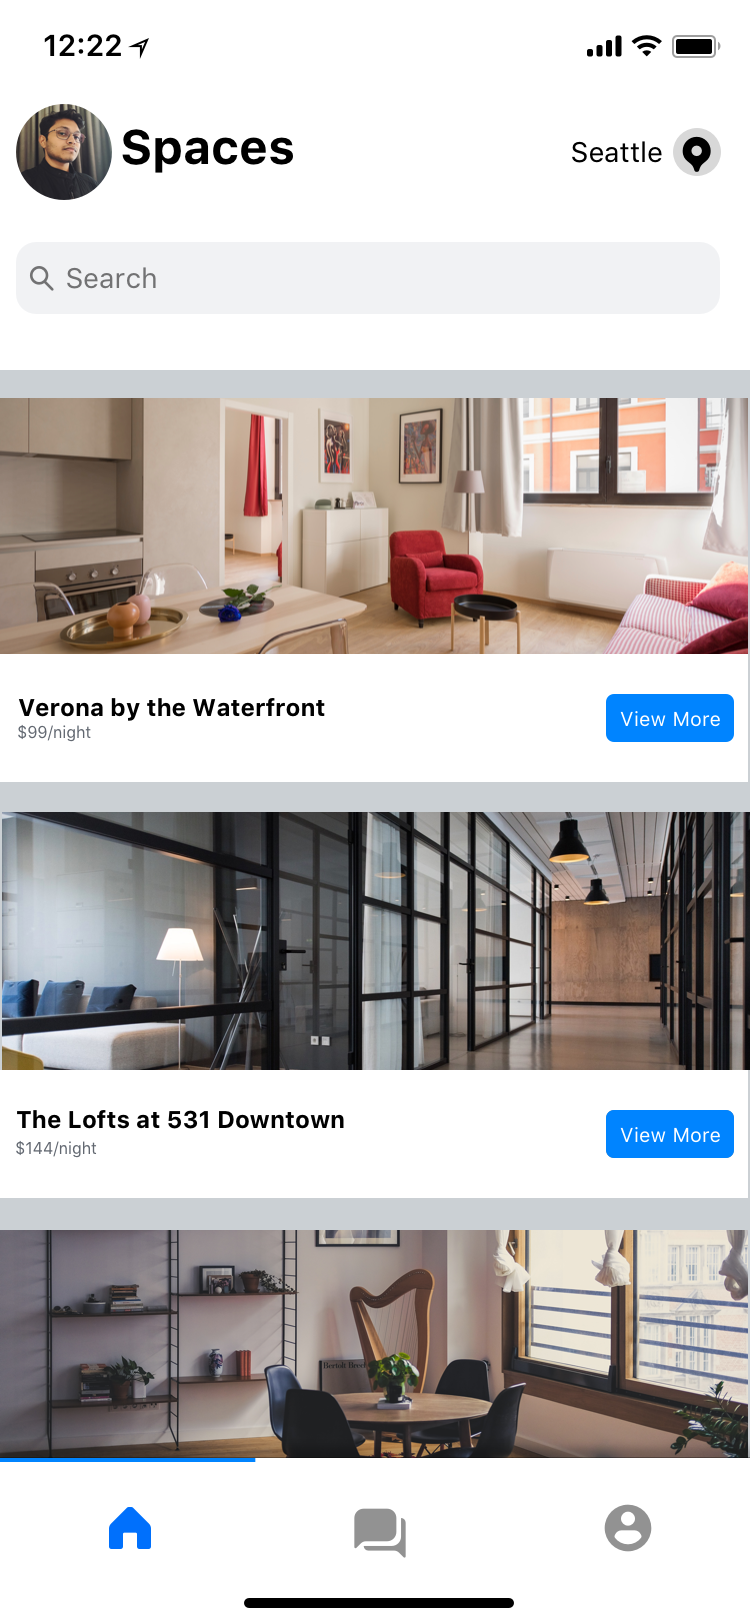 12:22
Spaces
Seattle
Search
Verona by the Waterfront
$99/night
View More
The Lofts at 531 Downtown
$144/night
View More